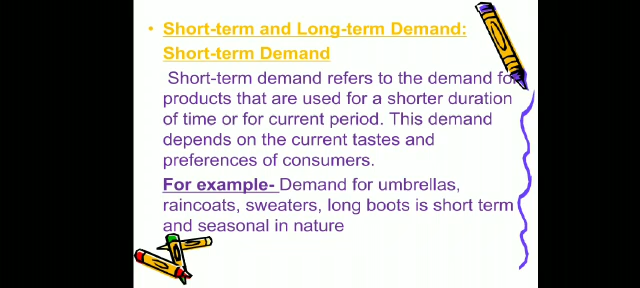 • Short-term and Long-term Demand:
Short-term Demand
Short-term demand refers to the demand for
products that are used for a shorter duration
of time or for current period. This demand
depends on the current tastes and
preferences of consumers.
For example- Demand for umbrellas,
raincoats, sweaters, long boots is short term
and seasonal in nature